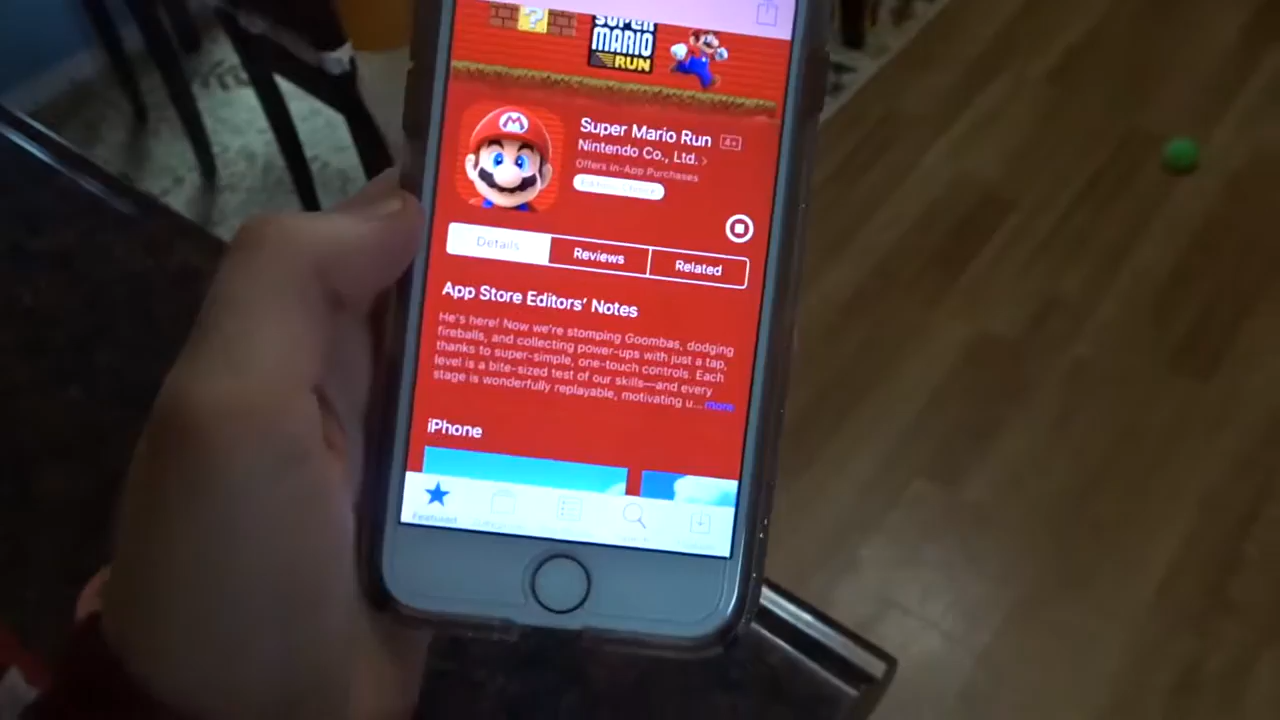 ?
SUPER
MARIO
RUN
M
Super Mario Run 4+
Nintendo Co., Ltd. >
Offers In-App Purchases
Editors' Choice
Details Reviews Related
App Store Editors' Notes
He's here! Now we're stomping Goombas, dodging
fireballs, and collecting power-ups with just a tap,
thanks to super-simple, one-touch controls. Each
level is a bite-sized test of our skills—and every
stage is wonderfully replayable, motivating u... more
iPhone
Featured